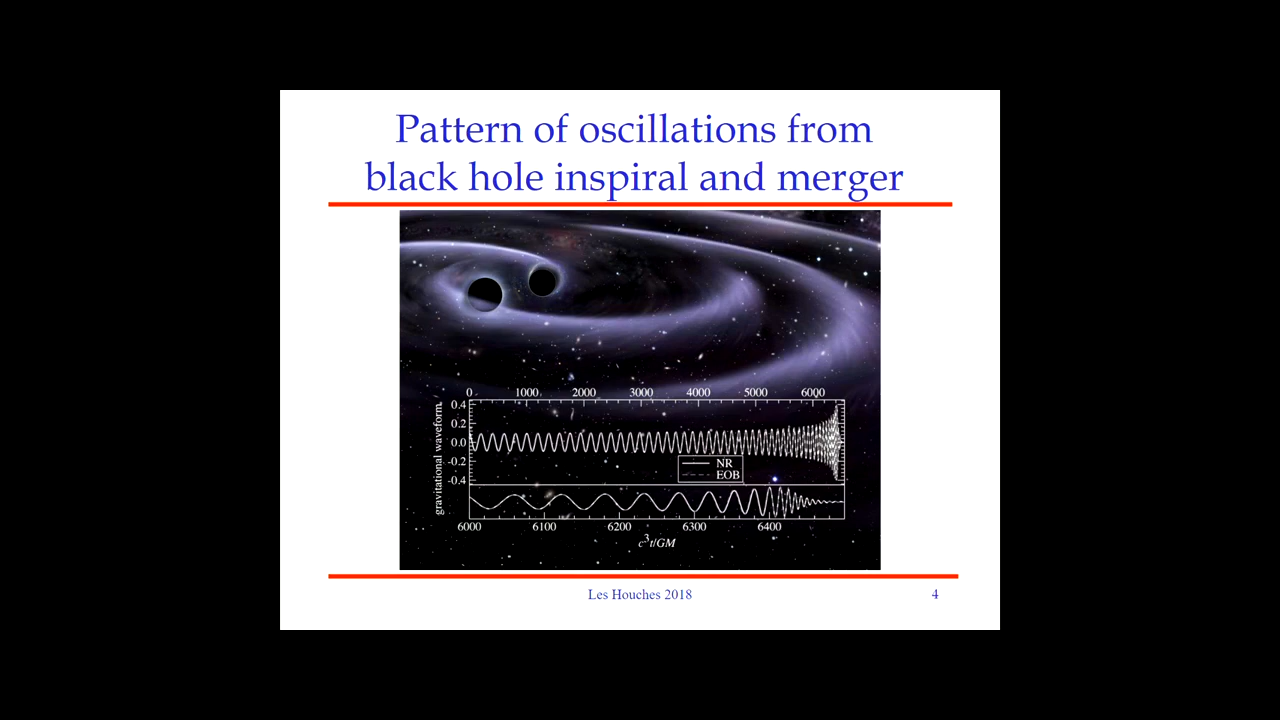 Pattern of oscillations from
black hole inspiral and merger
0 1000 2000 3000 4000 5000 6000
gravitational waveform
0.4
0.2
0.0
-0.2
-0.4
NR
EOB
6000 6100 6200 6300 6400
c³t/GM
Les Houches 2018
4